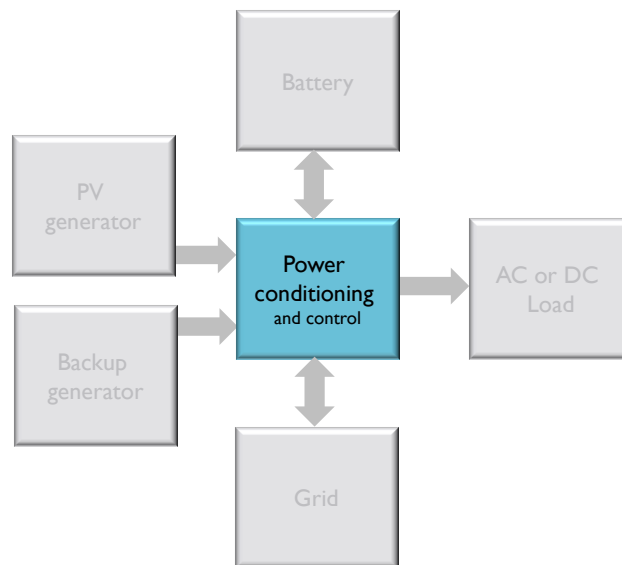 Battery
PV
generator
Power
conditioning
and control
AC or DC
Load
Backup
generator
Grid